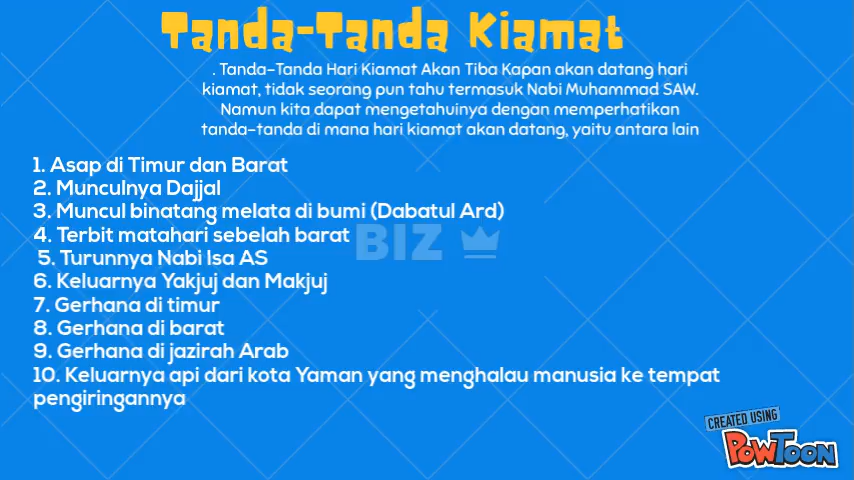 Tanda-Tanda Kiamat
. Tanda-Tanda Hari Kiamat Akan Tiba Kapan akan datang hari
kiamat, tidak seorang pun tahu termasuk Nabi Muhammad SAW.
Namun kita dapat mengetahuinya dengan memperhatikan
tanda-tanda di mana hari kiamat akan datang, yaitu antara lain
1. Asap di Timur dan Barat
2. Munculnya Dajjal
3. Muncul binatang melata di bumi (Dabatul Ard)
4. Terbit matahari sebelah barat
BIZ
5. Turunnya Nabi Isa AS
6. Keluarnya Yakjuj dan Makjuj
7. Gerhana di timur
8. Gerhana di barat
9. Gerhana di jazirah Arab
10. Keluarnya api dari kota Yaman yang menghalau manusia ke tempat
pengiringannya
CREATED USING
POWTOON